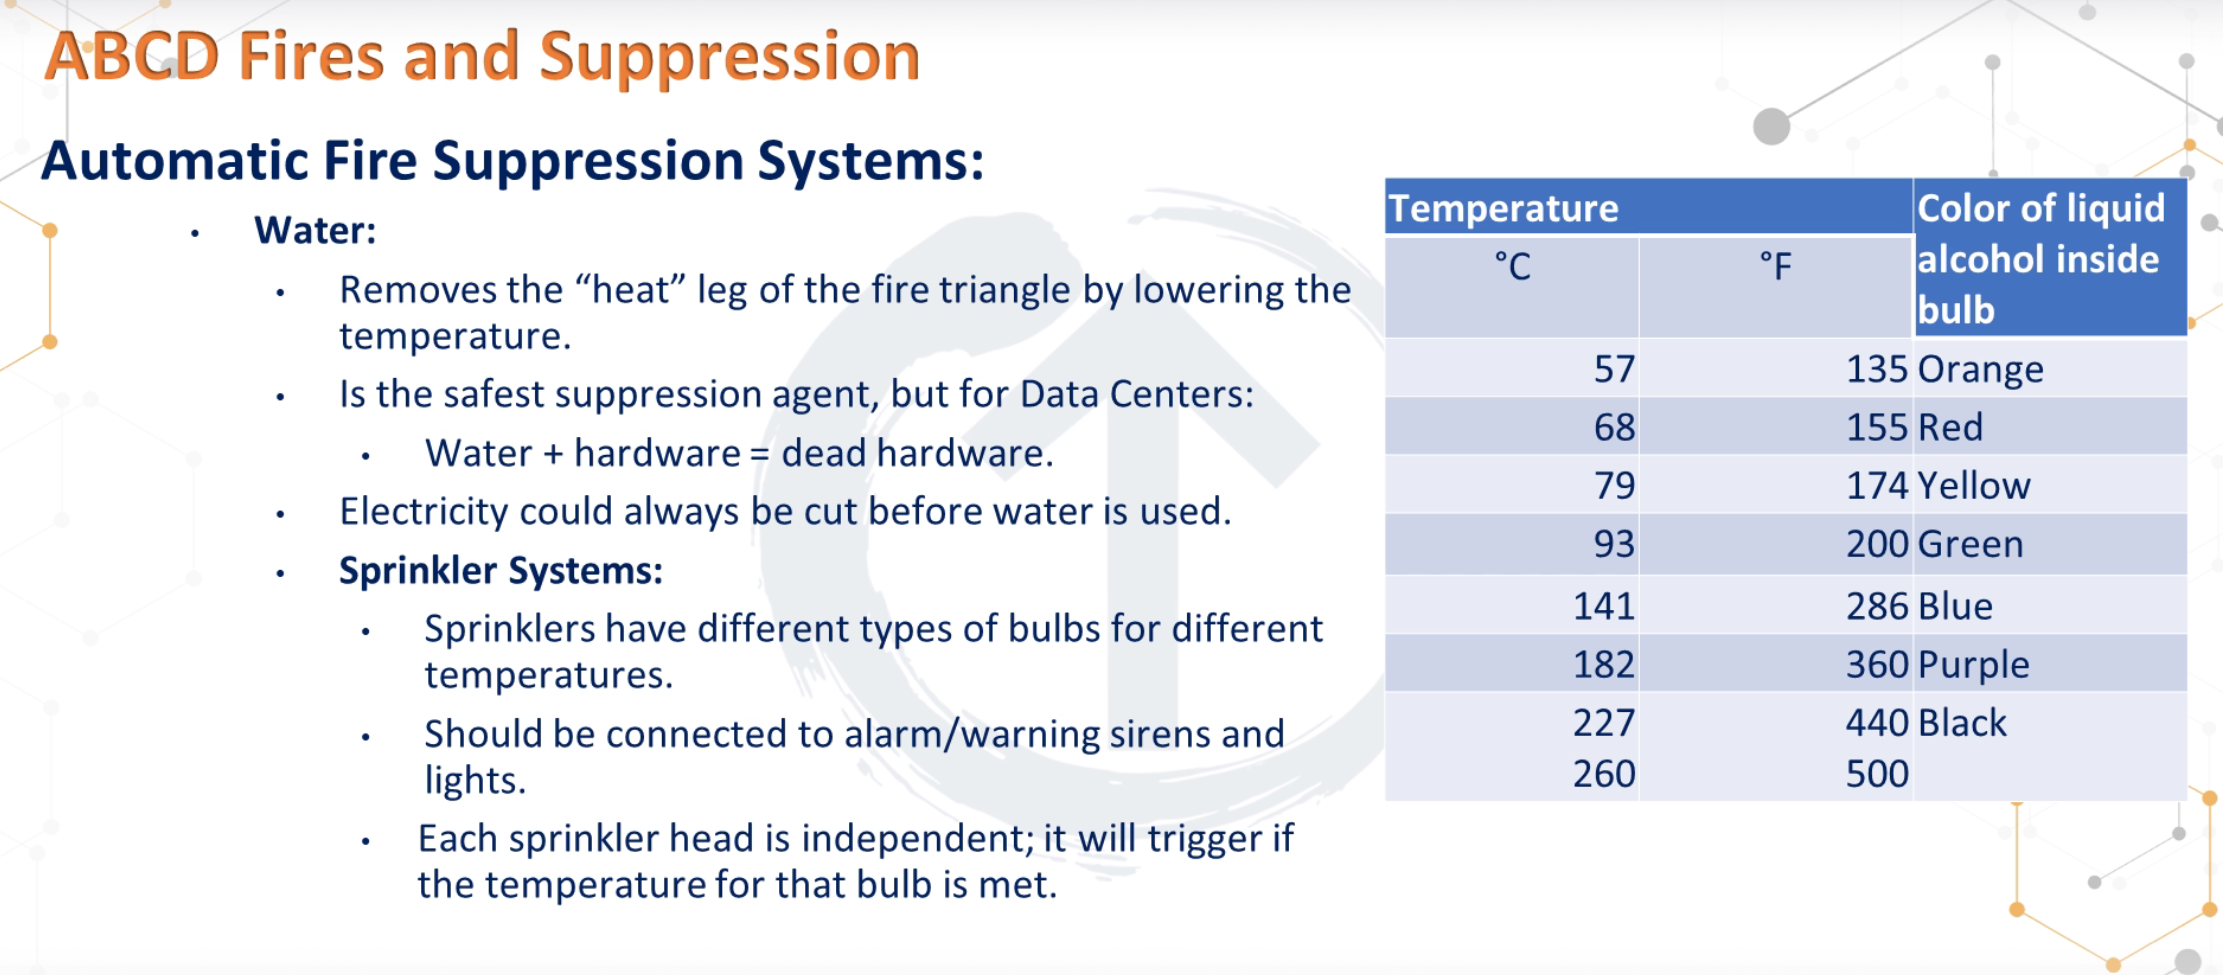 ABCD Fires and Suppression
Automatic Fire Suppression Systems:
• Water:
• Removes the “heat” leg of the fire triangle by lowering the
temperature.
• Is the safest suppression agent, but for Data Centers:
• Water + hardware = dead hardware.
• Electricity could always be cut before water is used.
• Sprinkler Systems:
• Sprinklers have different types of bulbs for different
temperatures.
• Should be connected to alarm/warning sirens and
lights.
• Each sprinkler head is independent; it will trigger if
the temperature for that bulb is met.
Temperature
Color of liquid
alcohol inside
bulb
°C °F
57 135 Orange
68 155 Red
79 174 Yellow
93 200 Green
141 286 Blue
182 360 Purple
227 440 Black
260 500